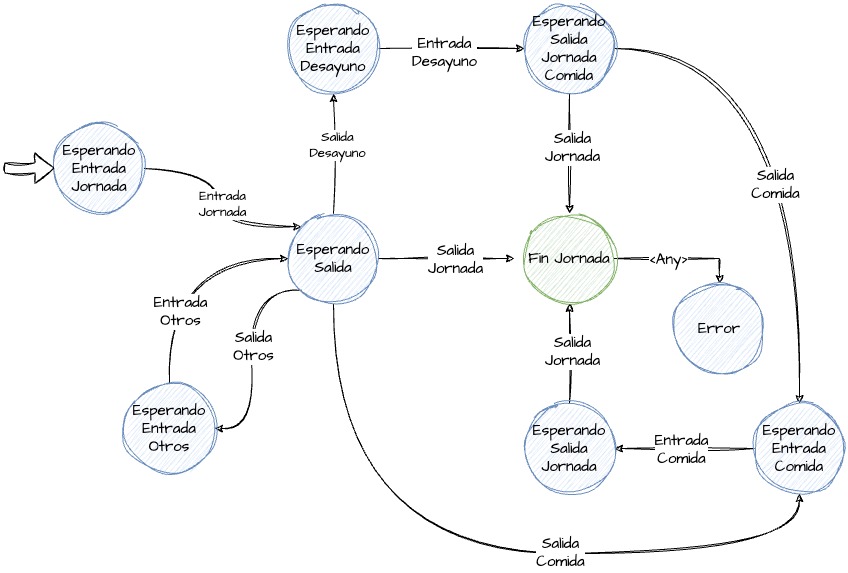 Esperando
Entrada
Desayuno
Entrada
Desayuno
Esperando
Salida
Jornada
Comida
Salida
Desayuno
Salida
Jornada
Esperando
Entrada
Jornada
Salida
Comida
Entrada
Jornada
Esperando
Salida
Salida
Jornada
Fin Jornada
<Any>
Entrada
Otros
Salida
Otros
Error
Salida
Jornada
Esperando
Entrada
Otros
Esperando
Salida
Jornada
Entrada
Comida
Esperando
Entrada
Comida
Salida
Comida